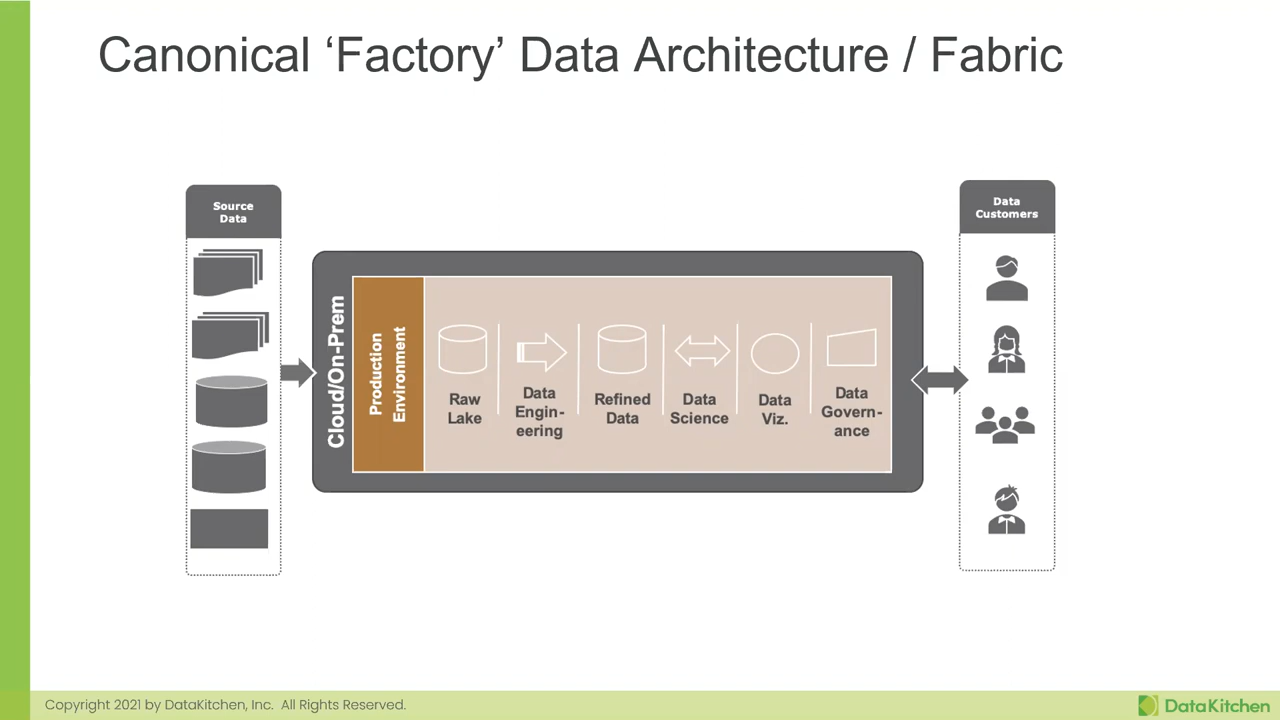 Canonical ‘Factory’ Data Architecture / Fabric
Source
Data
Data
Customers
Cloud/On-Prem
Production
Environment
Raw
Lake
Data
Engin-
eering
Refined
Data
Data
Science
Data
Viz.
Data
Govern-
ance
Copyright 2021 by DataKitchen, Inc. All Rights Reserved.
DataKitchen